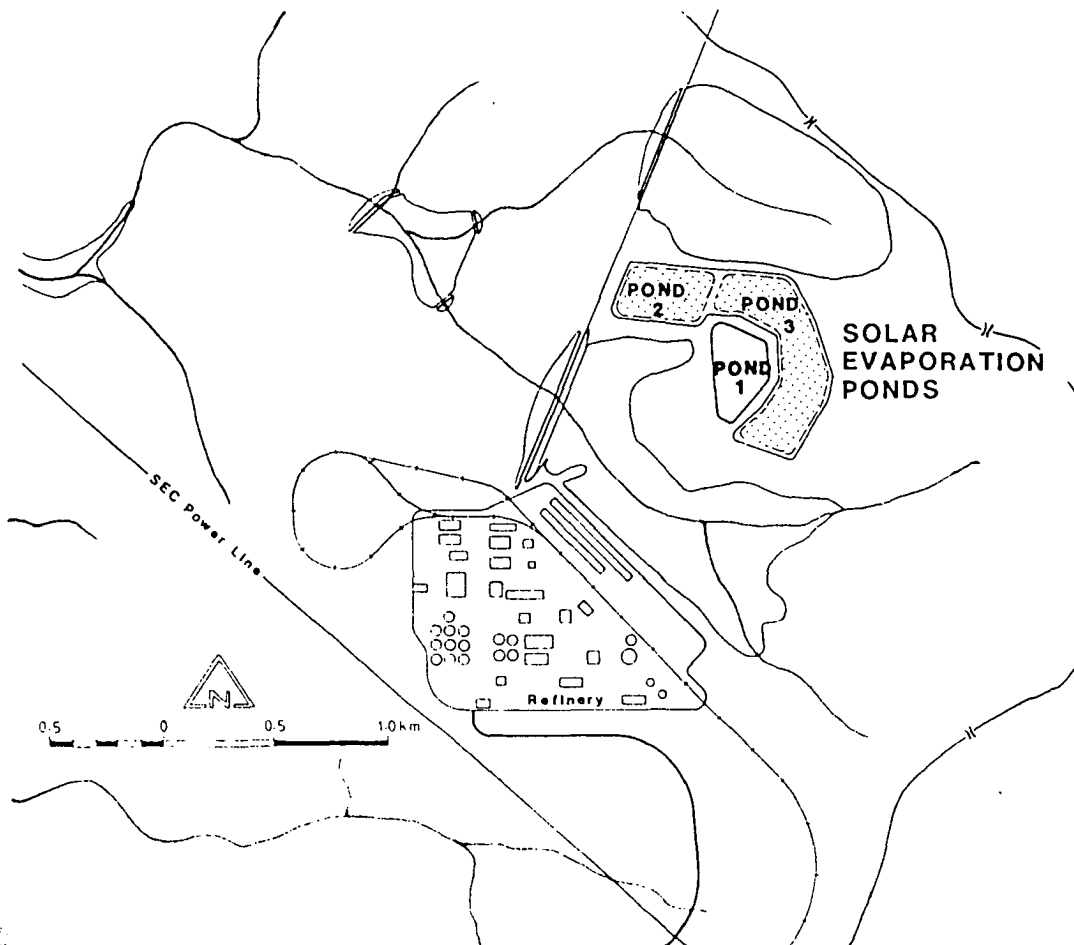 POND
2
POND
3
POND
1
SOLAR
EVAPORATION
PONDS
SEC Power Line
Refinery
N
0.5 0 0.5 1.0 km